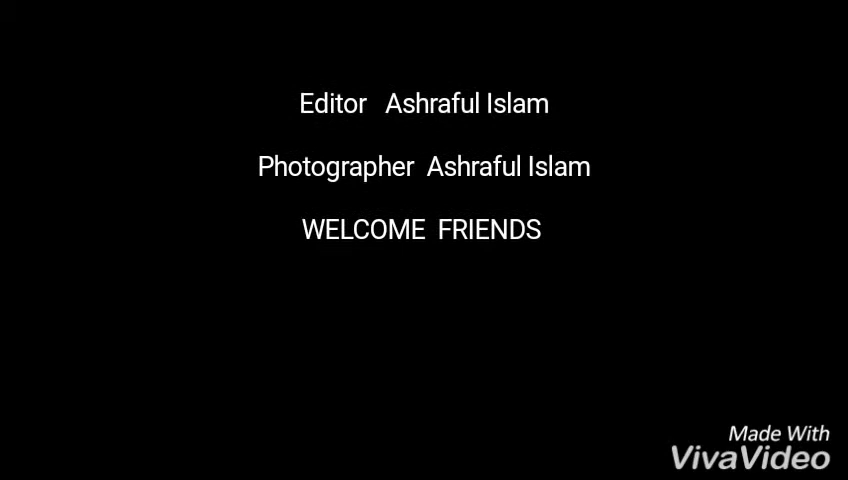 Editor Ashraful Islam
Photographer Ashraful Islam
WELCOME FRIENDS
Made With
VivaVideo